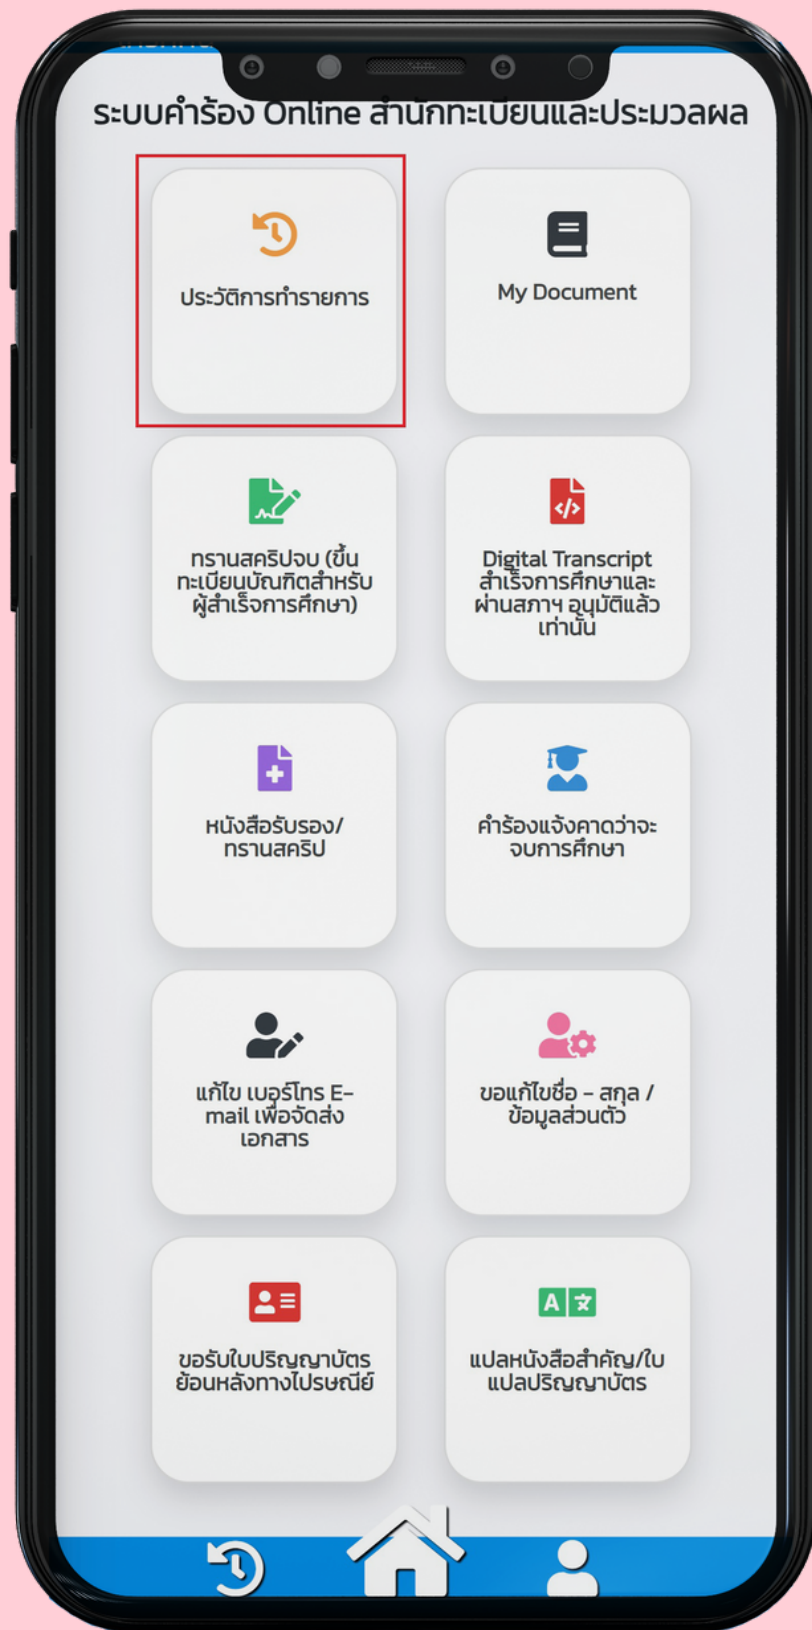 ระบบคำร้อง Online สำนักทะเบียนและประมวลผล
ประวัติการทำรายการ
My Document
ทรานสคริปจบ (ขึ้น
ทะเบียนบัณฑิตสำหรับ
ผู้สำเร็จการศึกษา)
Digital Transcript
สำเร็จการศึกษาและ
ผ่านสภาฯ อนุมัติแล้ว
เท่านั้น
หนังสือรับรอง/
ทรานสคริป
คำร้องแจ้งคาดว่าจะ
จบการศึกษา
แก้ไข เบอร์โทร E-
mail เพื่อจัดส่ง
เอกสาร
ขอแก้ไขชื่อ - สกุล /
ข้อมูลส่วนตัว
ขอรับใบปริญญาบัตร
ย้อนหลังทางไปรษณีย์
A
แปลหนังสือสำคัญ/ใบ
แปลปริญญาบัตร